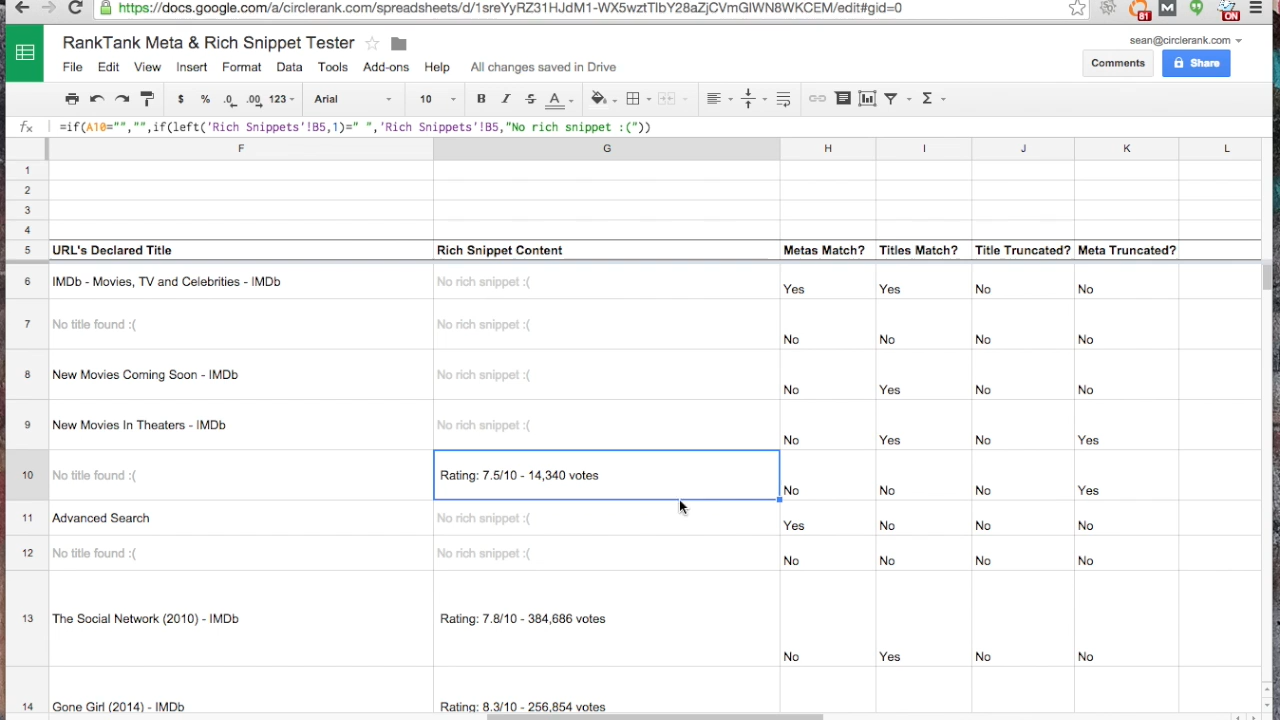 https://docs.google.com/a/circlerank.com/spreadsheets/d/1sreYyRZ31HJdM1-WX5wztTlbY28aZjCVmGlWN8WKCEM/edit#gid=0
81
M
ON
RankTank Meta & Rich Snippet Tester
sean@circlerank.com
File Edit View Insert Format Data Tools Add-ons Help All changes saved in Drive
Comments Share
$ % .0 .00 123 Arial 10 B I S A Σ
fx =if(A10="","",if(left('Rich Snippets'!B5,1)=" ",'Rich Snippets'!B5,"No rich snippet :("))
F G H I J K L
1
2
3
4
5 URL's Declared Title Rich Snippet Content Metas Match? Titles Match? Title Truncated? Meta Truncated?
6 IMDb - Movies, TV and Celebrities - IMDb No rich snippet :( Yes Yes No No
7 No title found :( No rich snippet :( No No No No
8 New Movies Coming Soon - IMDb No rich snippet :( No Yes No No
9 New Movies In Theaters - IMDb No rich snippet :( No Yes No Yes
10 No title found :( Rating: 7.5/10 - 14,340 votes No No No Yes
11 Advanced Search No rich snippet :( Yes No No No
12 No title found :( No rich snippet :( No No No No
13 The Social Network (2010) - IMDb Rating: 7.8/10 - 384,686 votes No Yes No No
14 Gone Girl (2014) - IMDb Rating: 8.3/10 - 256,854 votes